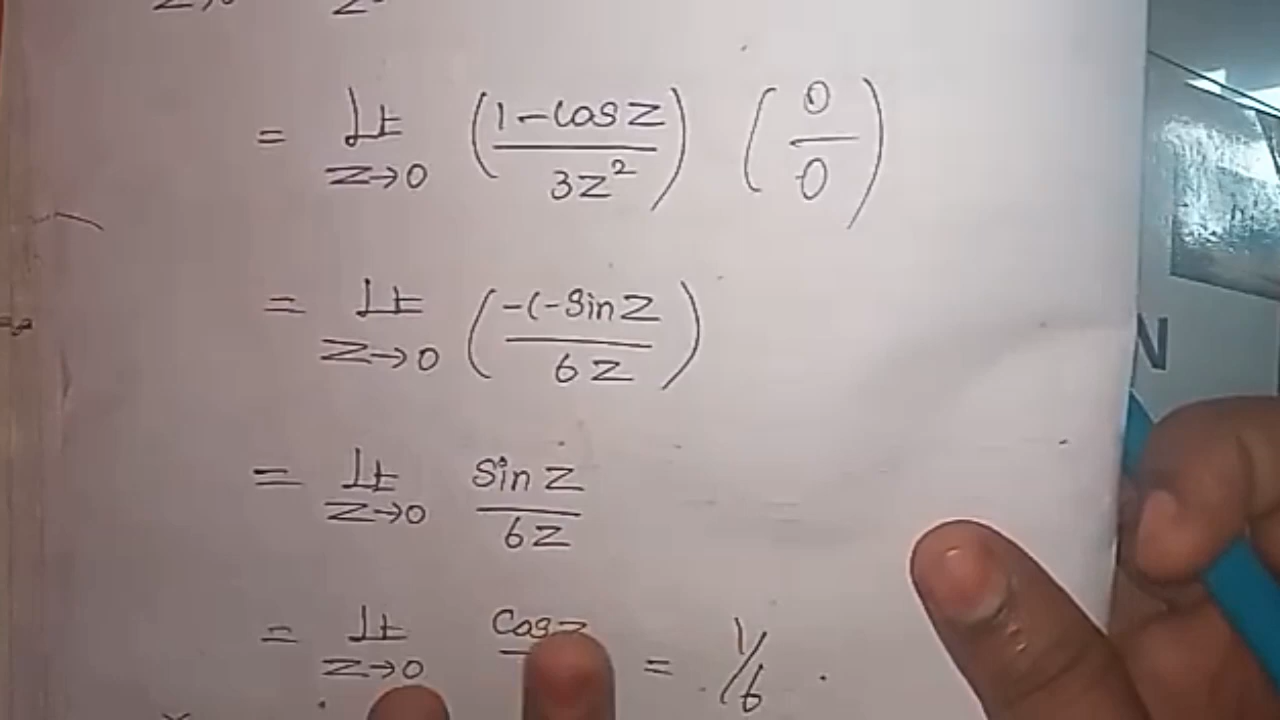 = Lt z→0 (1-cos z / 3z²) (0/0)
= Lt z→0 (-(-sin z / 6z)
= Lt z→0 sin z / 6z
= Lt z→0 cos z = 1/6 .
N